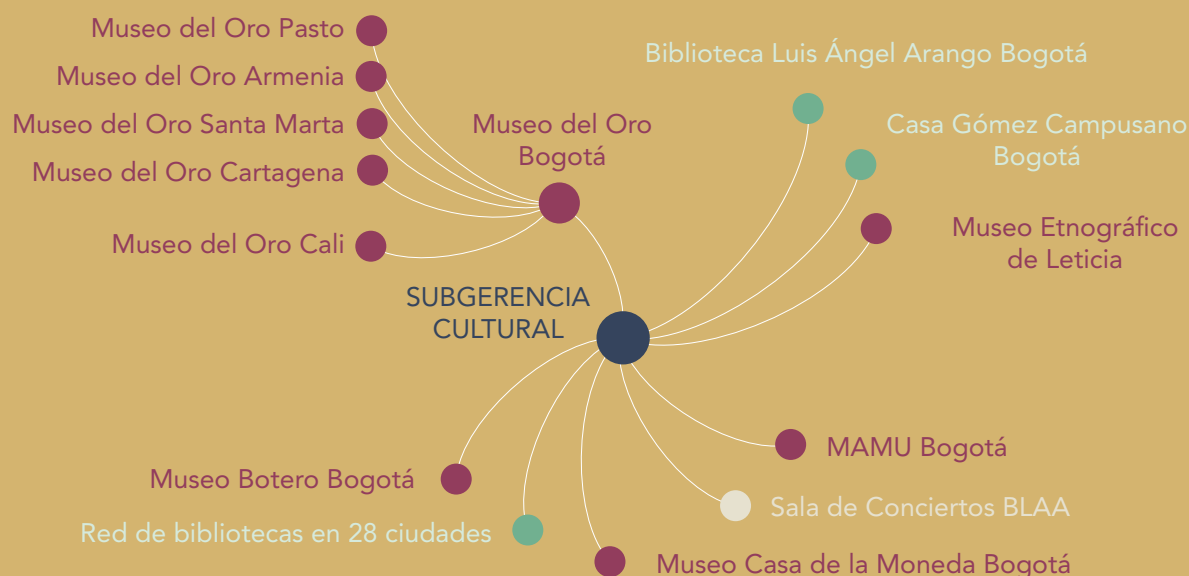 Museo del Oro Pasto
Museo del Oro Armenia
Museo del Oro Santa Marta
Museo del Oro Cartagena
Museo del Oro Cali
Museo del Oro
Bogotá
Biblioteca Luis Ángel Arango Bogotá
Casa Gómez Campusano
Bogotá
Museo Etnográfico
de Leticia
SUBGERENCIA
CULTURAL
MAMU Bogotá
Museo Botero Bogotá
Sala de Conciertos BLAA
Red de bibliotecas en 28 ciudades
Museo Casa de la Moneda Bogotá